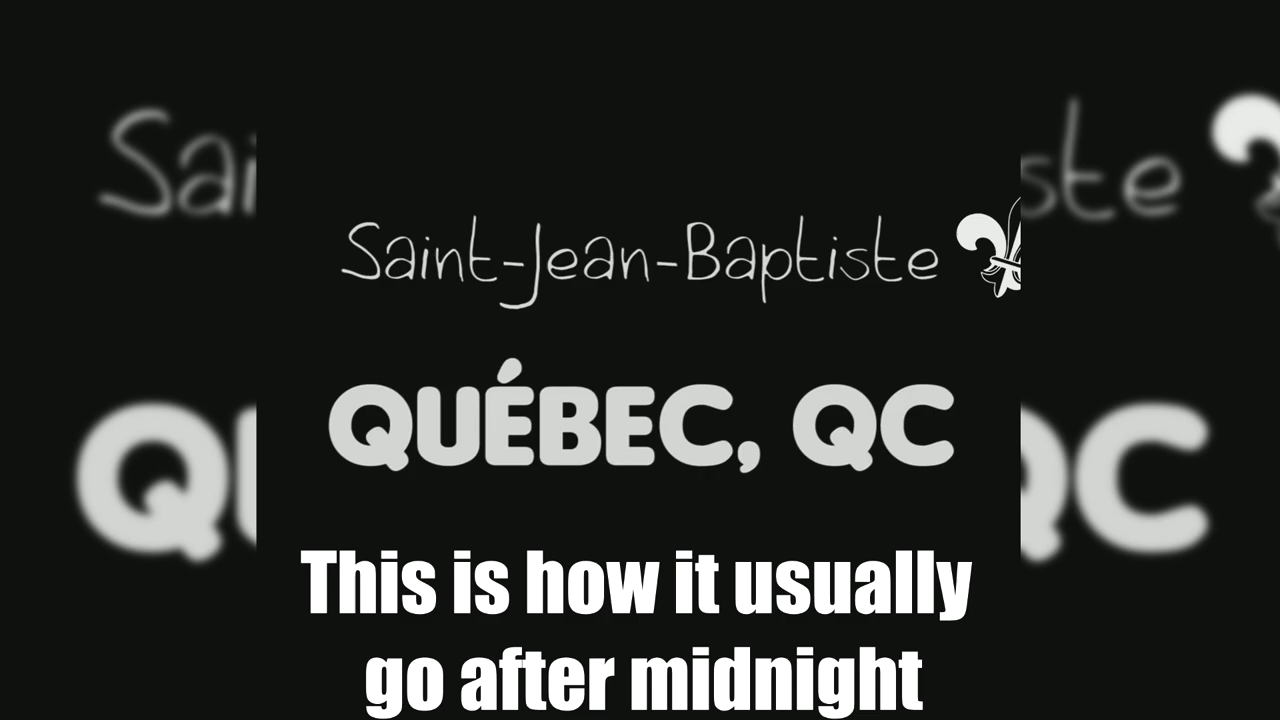 Saint-Jean-Baptiste
QUÉBEC, QC
This is how it usually
go after midnight